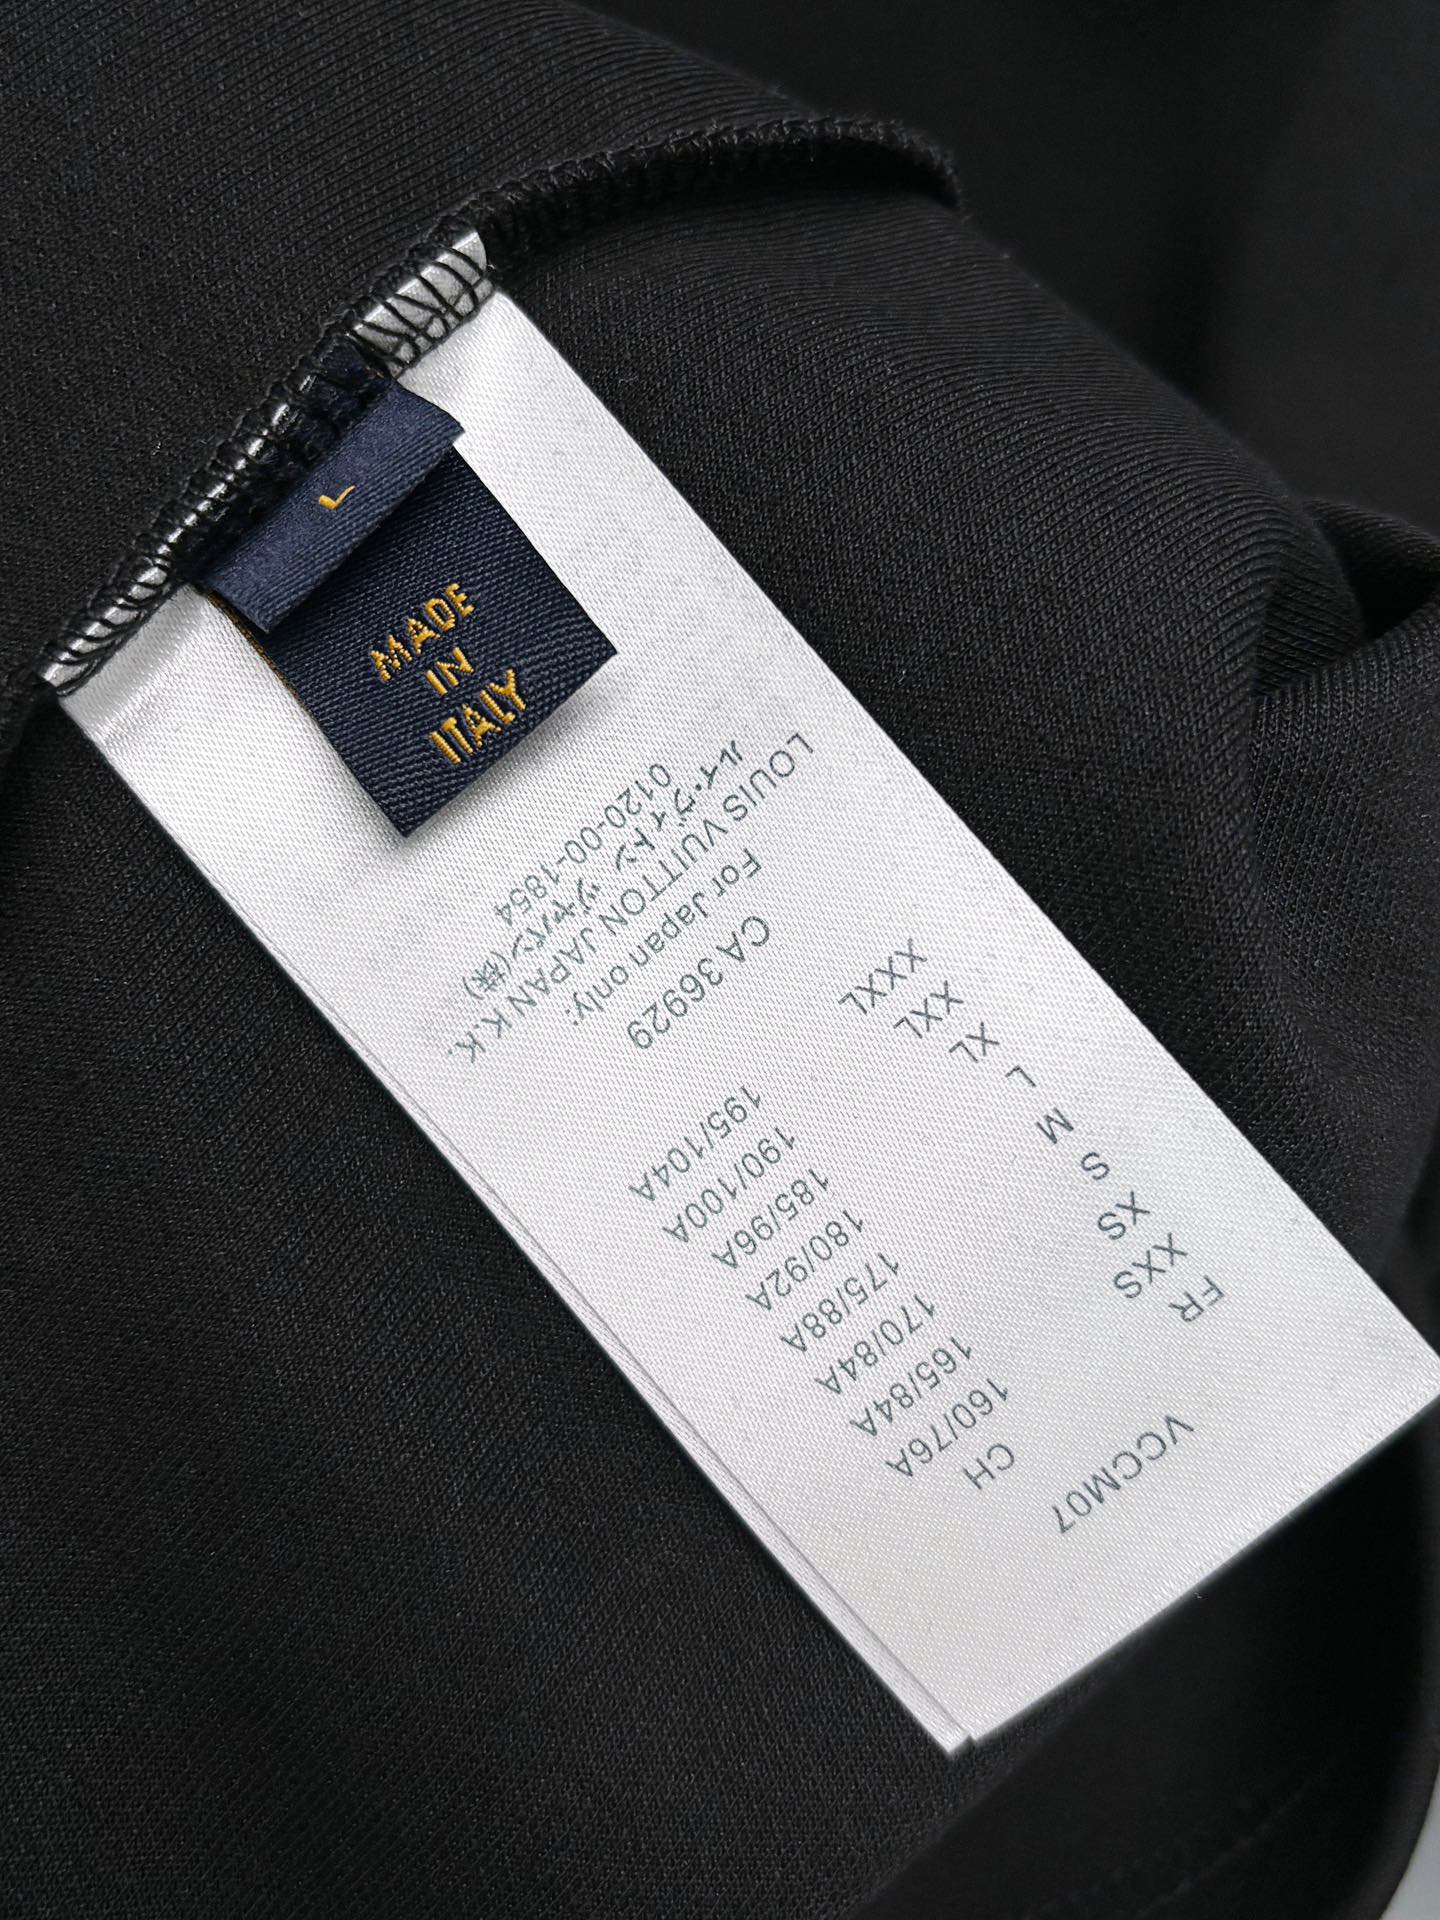 L
MADE
IN
ITALY
VCCM07
FR CH
XXS 160/76A
XS 165/84A
S 170/84A
M 175/88A
L 180/92A
XL 185/96A
XXL 190/100A
XXXL 195/104A
CA 36929
For Japan only:
LOUIS VUITTON JAPAN K.K.
ルイ・ヴィトン ジャパン(株)
0120-00-1854